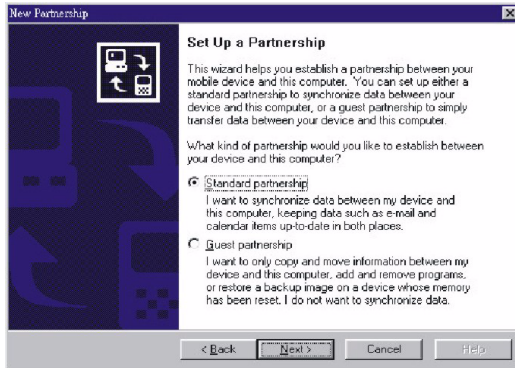 New Partnership
Set Up a Partnership
This wizard helps you establish a partnership between your
mobile device and this computer. You can set up either a
standard partnership to synchronize data between your
device and this computer, or a guest partnership to simply
transfer data between your device and this computer.
What kind of partnership would you like to establish between
your device and this computer?
Standard partnership
I want to synchronize data between my device and
this computer, keeping data such as e-mail and
calendar items up-to-date in both places.
Guest partnership
I want to only copy and move information between my
device and this computer, add and remove programs,
or restore a backup image on a device whose memory
has been reset. I do not want to synchronize data.
< Back Next > Cancel Help